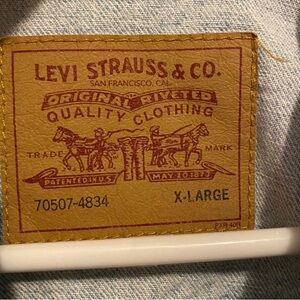 LEVI STRAUSS & CO.
SAN FRANCISCO, CAL.
ORIGINAL RIVETED
QUALITY CLOTHING
TRADE MARK
PATENTED IN U.S. MAY 20 1873
70507-4834 X-LARGE